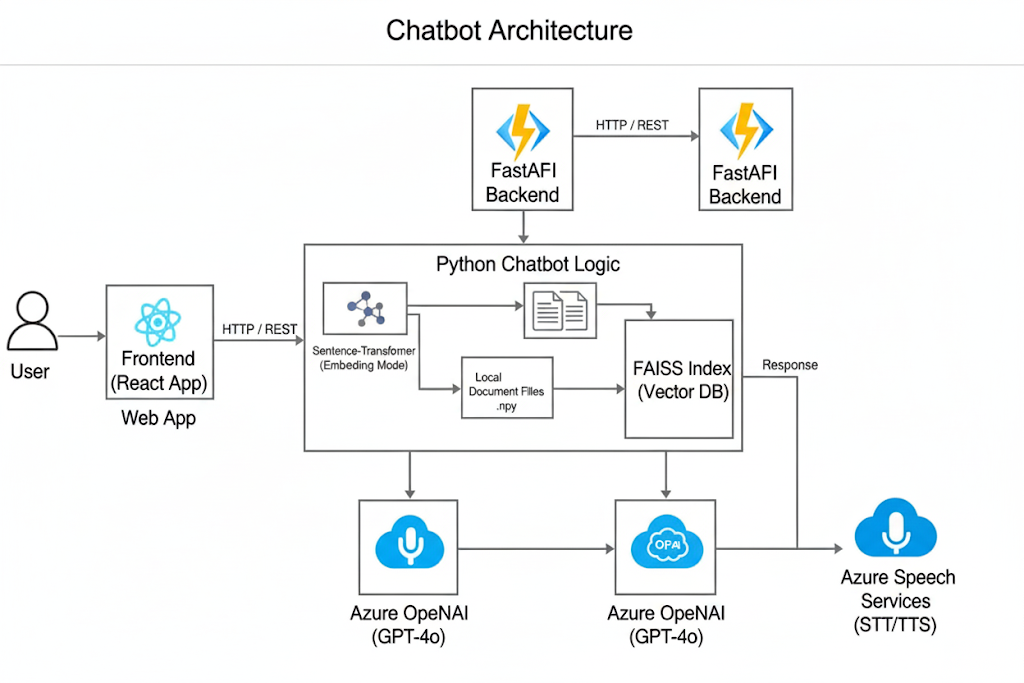 Chatbot Architecture
FastAFI
Backend
HTTP / REST
FastAFI
Backend
Python Chatbot Logic
User
Frontend
(React App)
Web App
HTTP / REST
Sentence-Transfomer
(Embeding Mode)
Local
Document Files
.npy
FAISS Index
(Vector DB)
Response
Azure OpeNAI
(GPT-4o)
OPAI
Azure OpeNAI
(GPT-4o)
Azure Speech
Services
(STT/TTS)